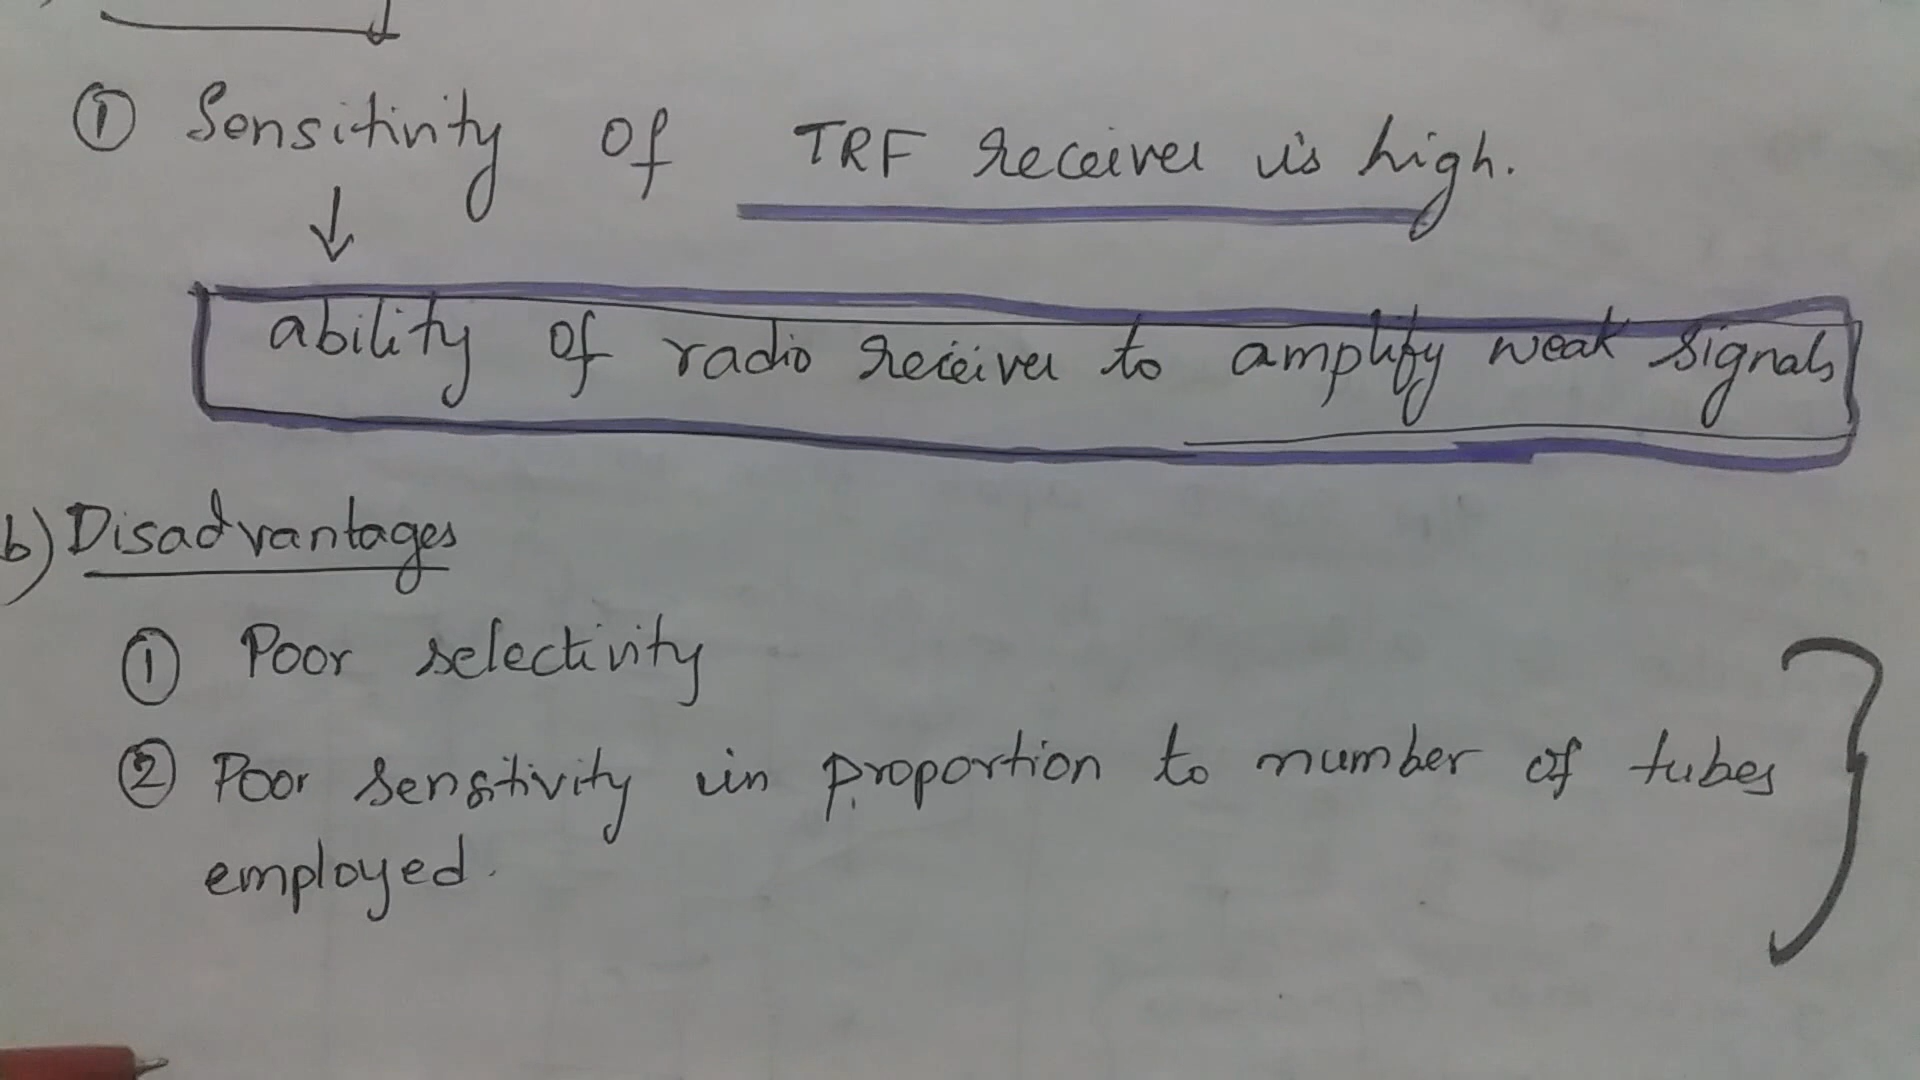 ① Sensitivity of TRF receiver is high.
↓
ability of radio receiver to amplify weak signals
b) Disadvantages
① Poor selectivity
② Poor sensitivity in proportion to number of tubes
employed.